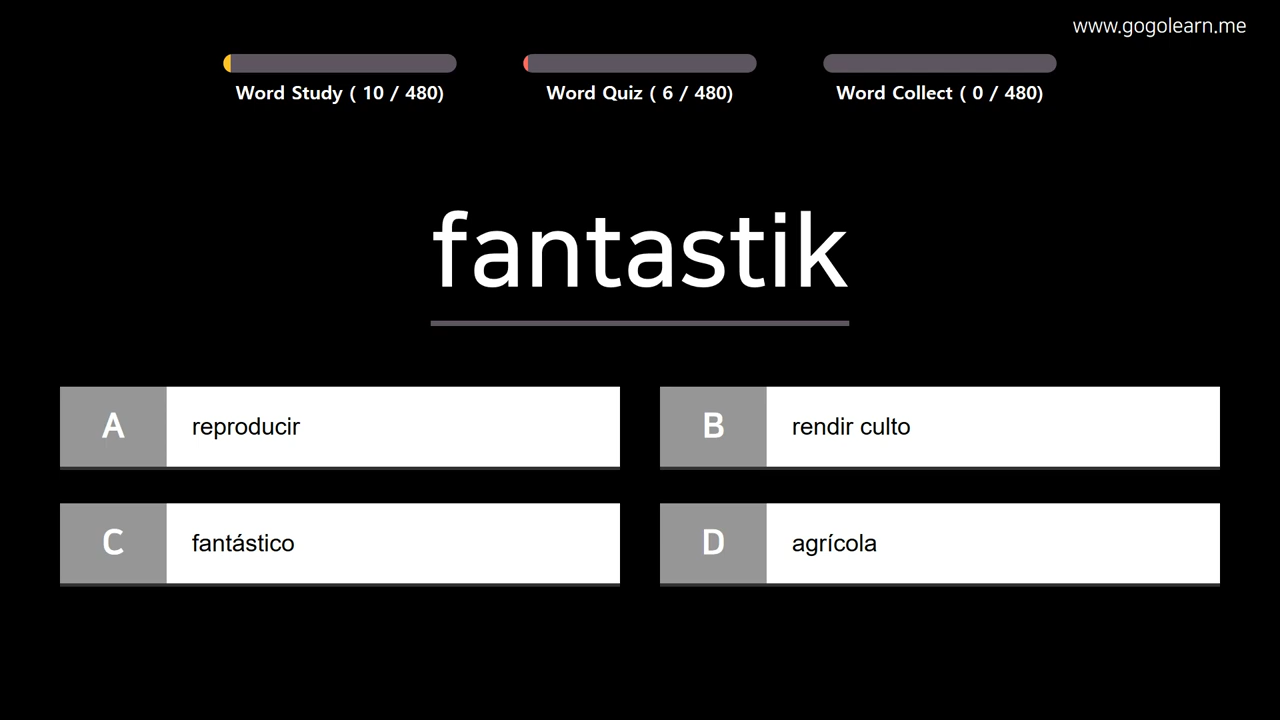 www.gogolearn.me
Word Study ( 10 / 480)
Word Quiz ( 6 / 480)
Word Collect ( 0 / 480)
fantastik
A reproducir
B rendir culto
C fantástico
D agrícola